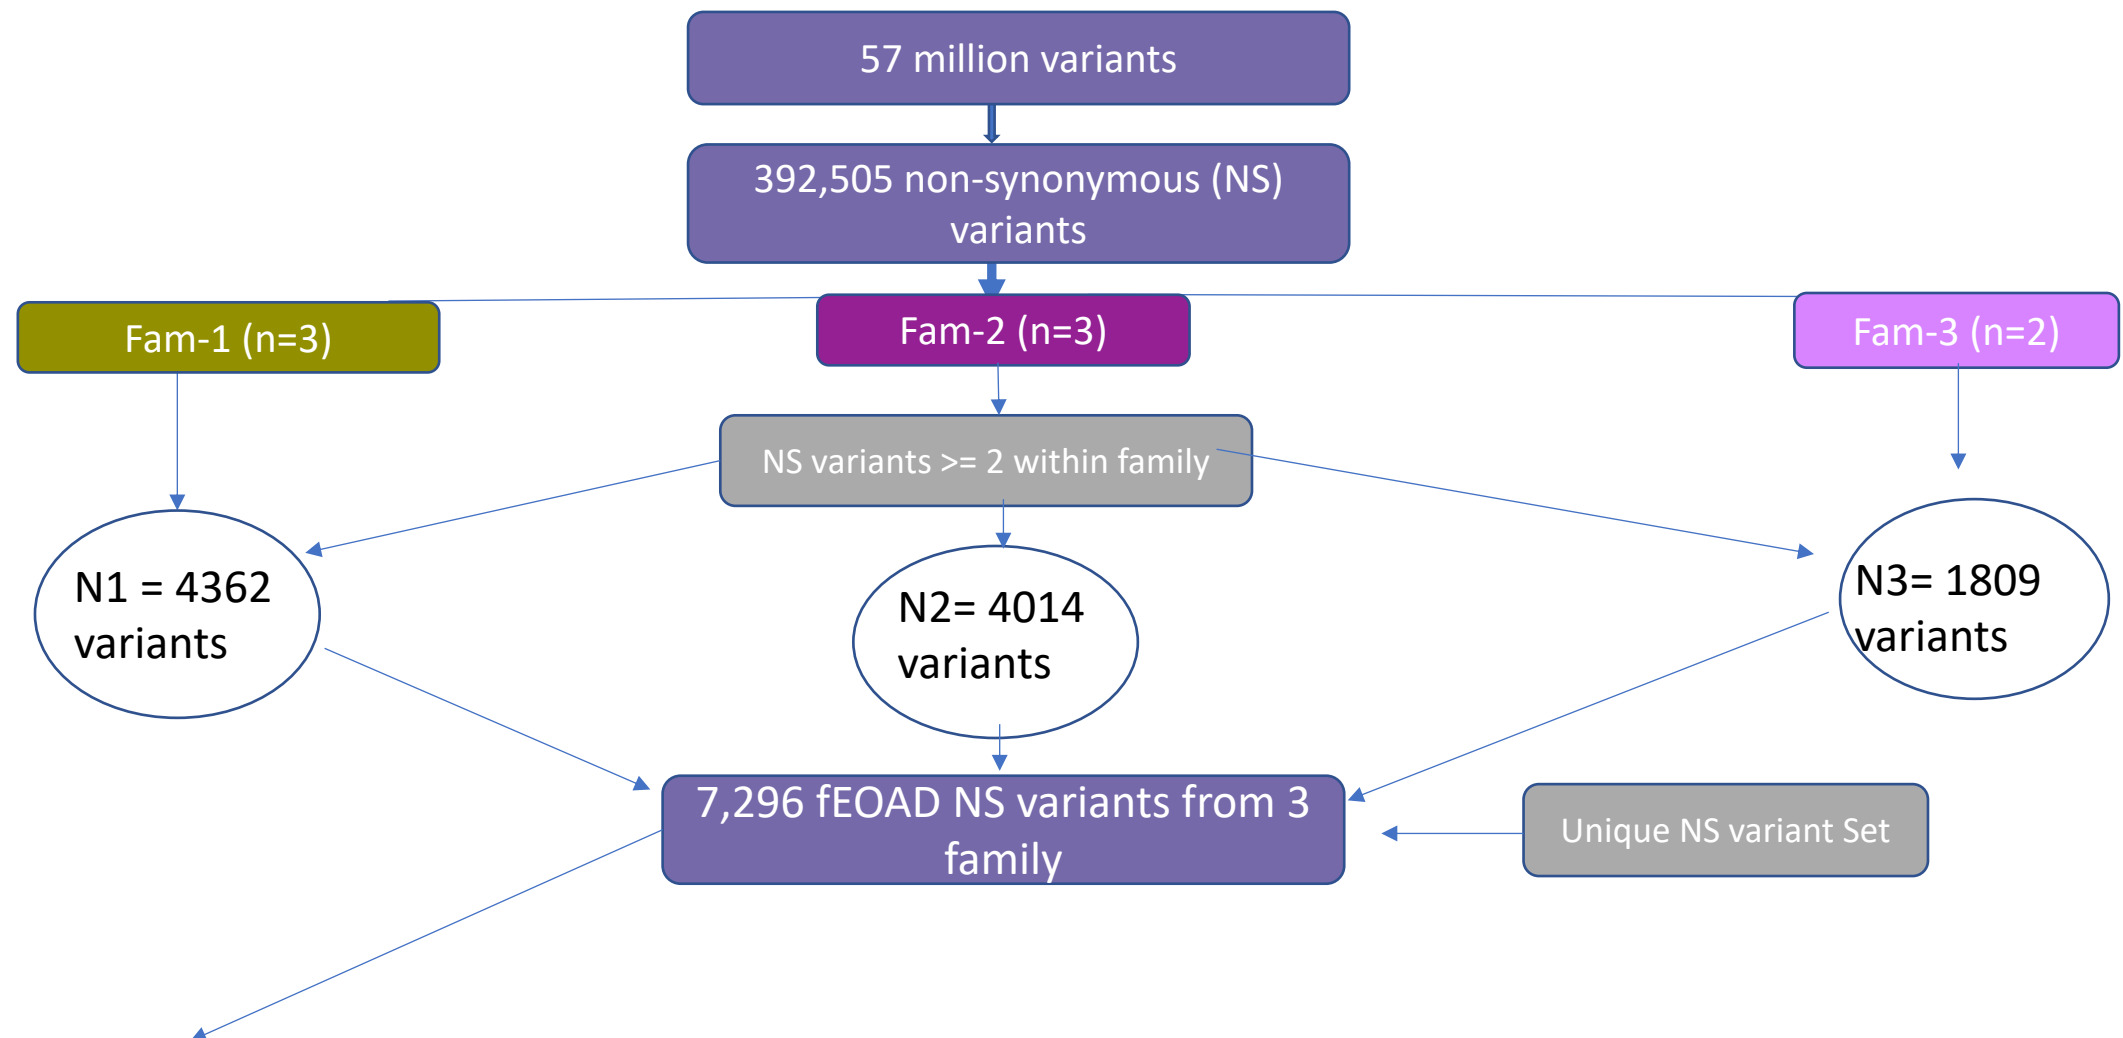 57 million variants
392,505 non-synonymous (NS)
variants
Fam-1 (n=3)
Fam-2 (n=3)
Fam-3 (n=2)
NS variants >= 2 within family
N1 = 4362
variants
N2= 4014
variants
N3= 1809
variants
7,296 fEOAD NS variants from 3
family
Unique NS variant Set